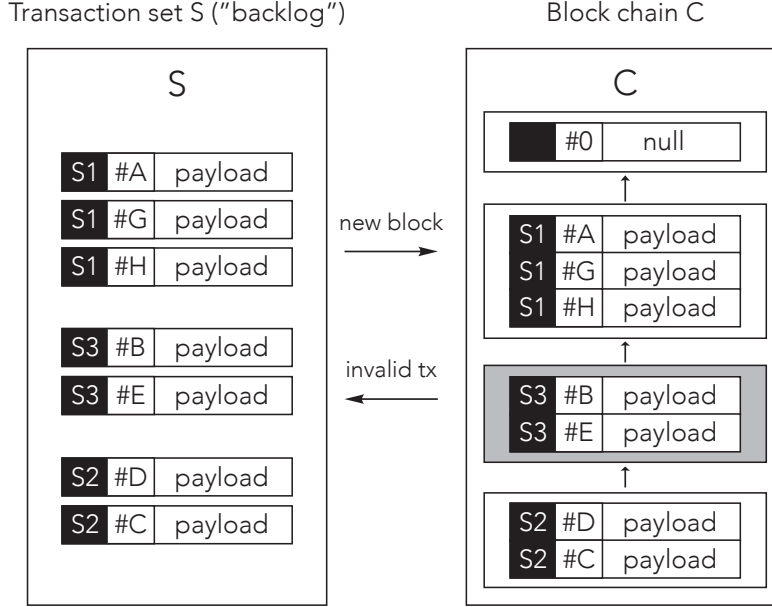 Transaction set S ("backlog")
S
S1 #A payload
S1 #G payload
S1 #H payload
S3 #B payload
S3 #E payload
S2 #D payload
S2 #C payload
new block
invalid tx
Block chain C
C
#0 null
S1 #A payload
S1 #G payload
S1 #H payload
S3 #B payload
S3 #E payload
S2 #D payload
S2 #C payload